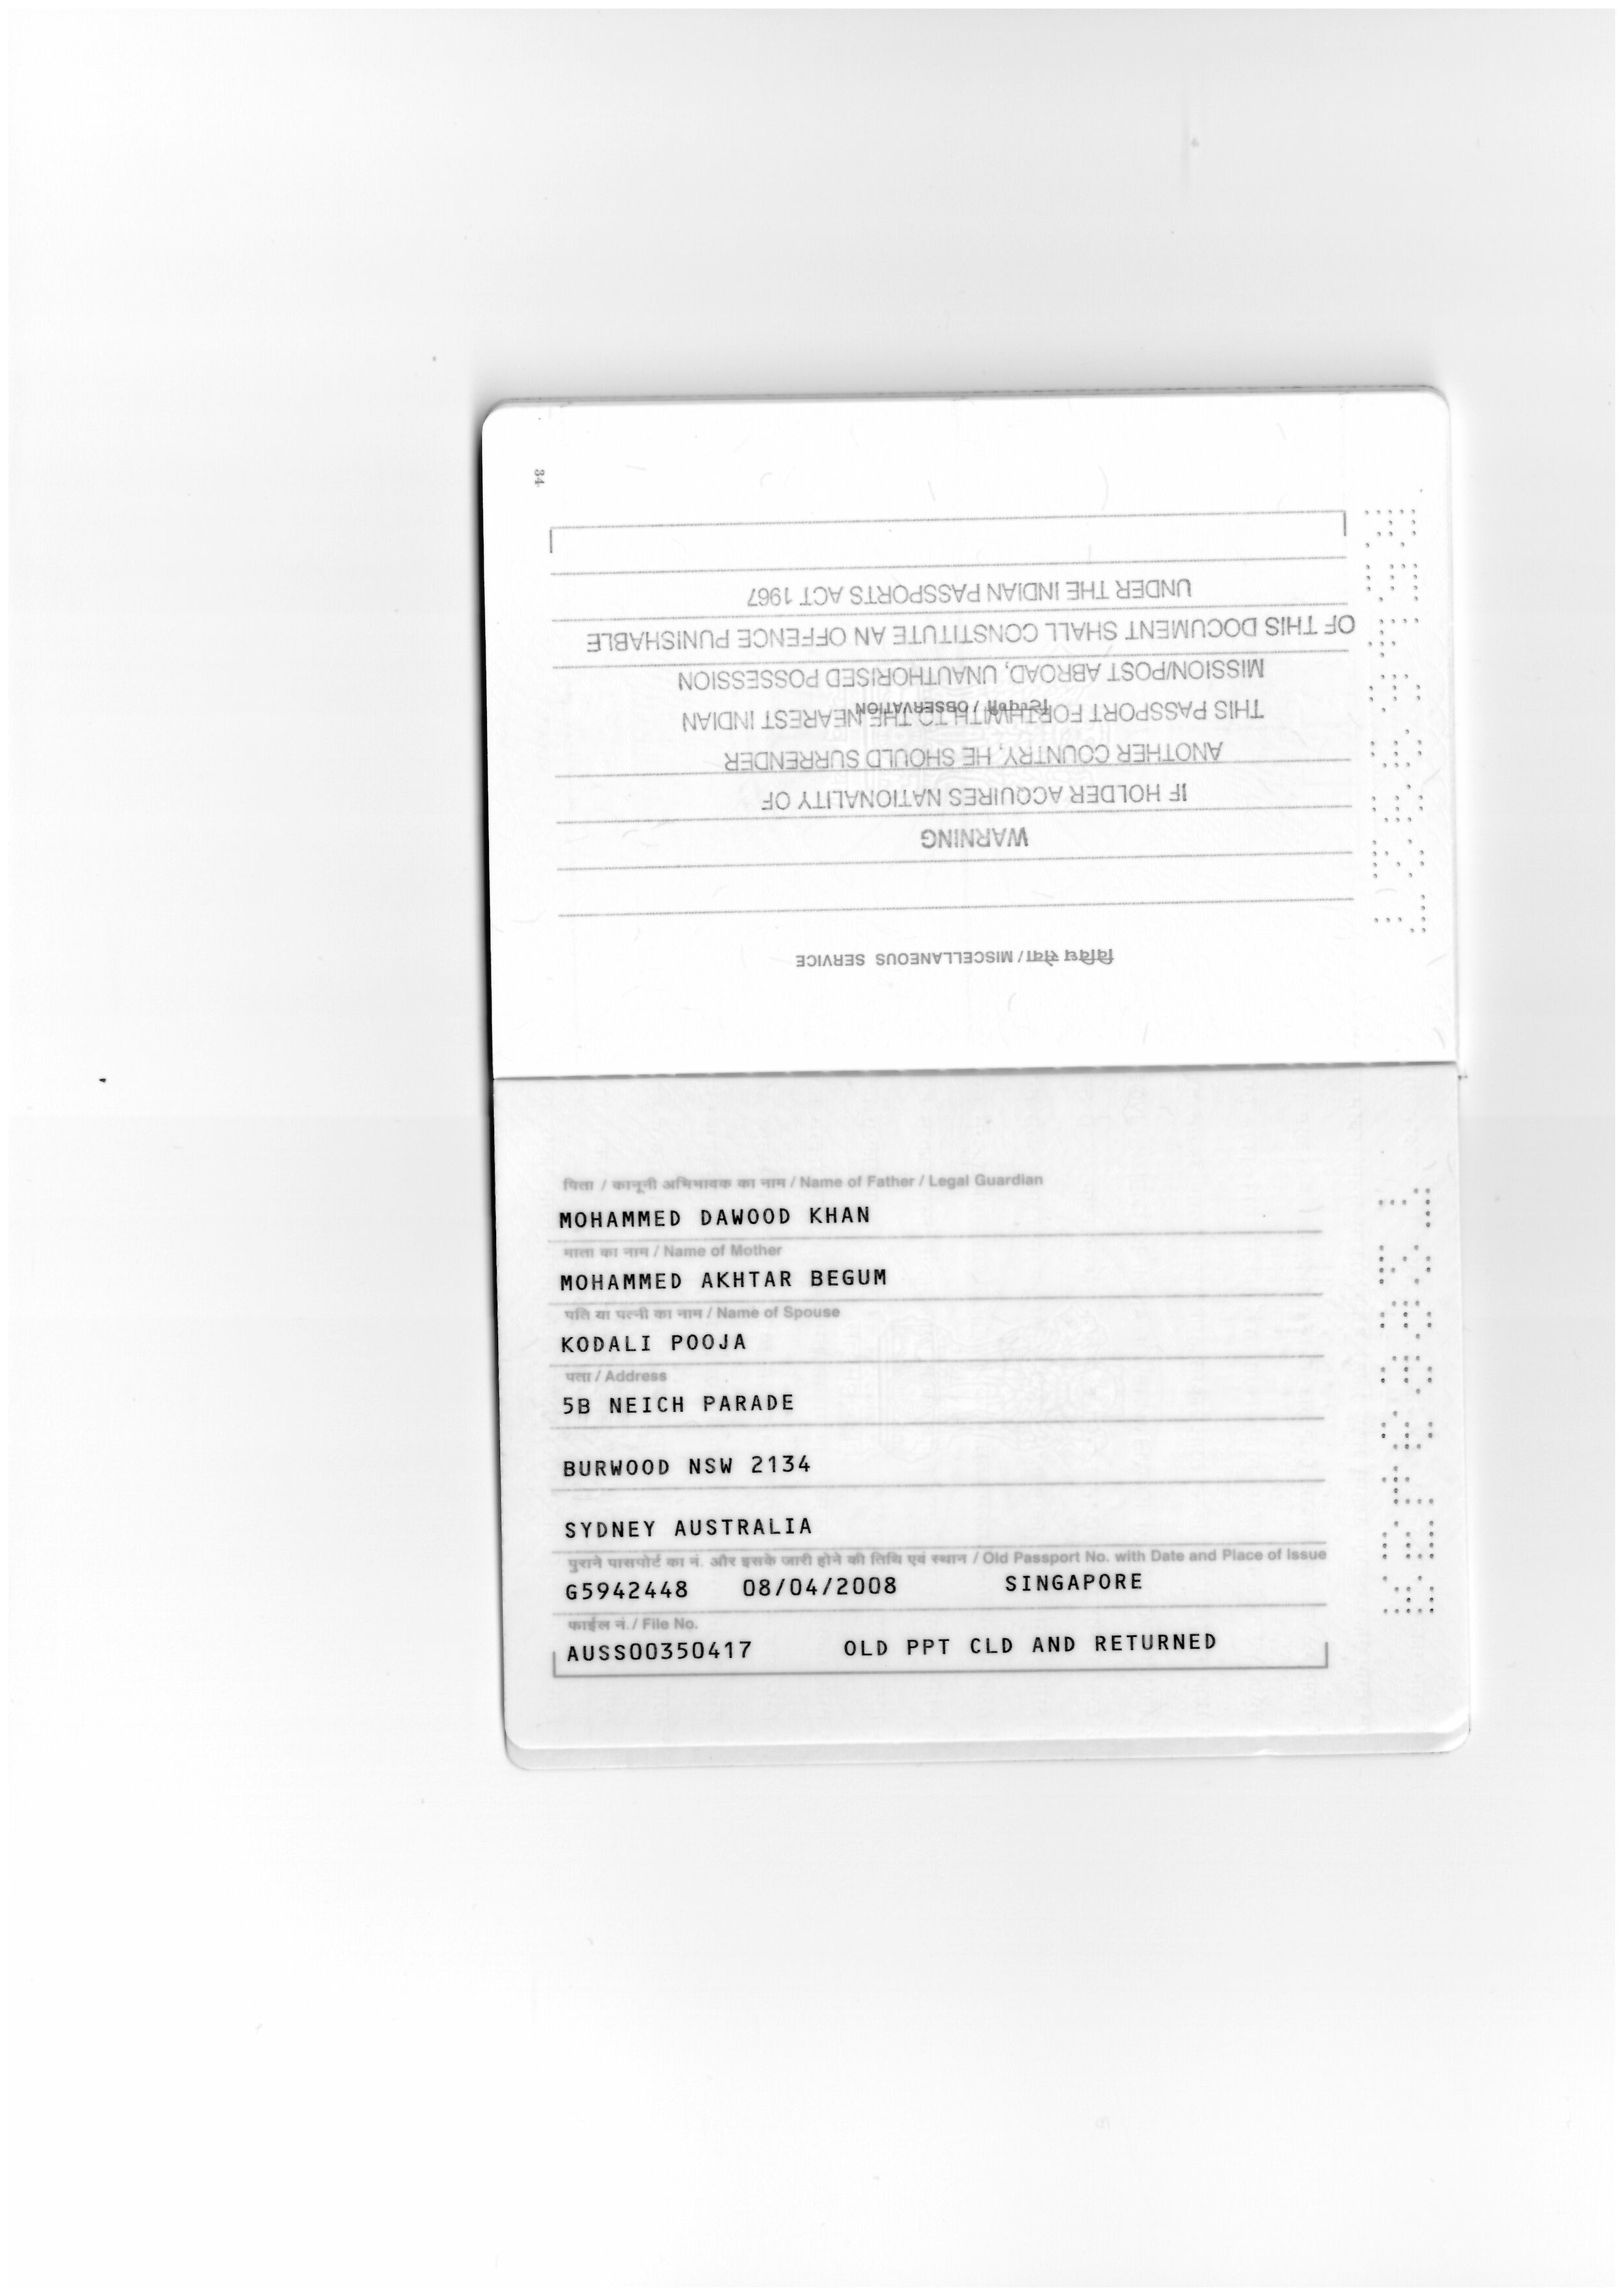 34
विविध सेवा / MISCELLANEOUS SERVICE
WARNING
IF HOLDER ACQUIRES NATIONALITY OF
ANOTHER COUNTRY, HE SHOULD SURRENDER
THIS PASSPORT FORTHWITH TO THE NEAREST INDIAN
टिप्पणी / OBSERVATION
MISSION/POST ABROAD, UNAUTHORISED POSSESSION
OF THIS DOCUMENT SHALL CONSTITUTE AN OFFENCE PUNISHABLE
UNDER THE INDIAN PASSPORTS ACT 1967
पिता / कानूनी अभिभावक का नाम / Name of Father / Legal Guardian
MOHAMMED DAWOOD KHAN
माता का नाम / Name of Mother
MOHAMMED AKHTAR BEGUM
पति या पत्नी का नाम / Name of Spouse
KODALI POOJA
पता / Address
5B NEICH PARADE
BURWOOD NSW 2134
SYDNEY AUSTRALIA
पुराने पासपोर्ट का नं. और इसके जारी होने की तिथि एवं स्थान / Old Passport No. with Date and Place of Issue
G5942448 08/04/2008 SINGAPORE
फाईल नं. / File No.
AUSS00350417 OLD PPT CLD AND RETURNED